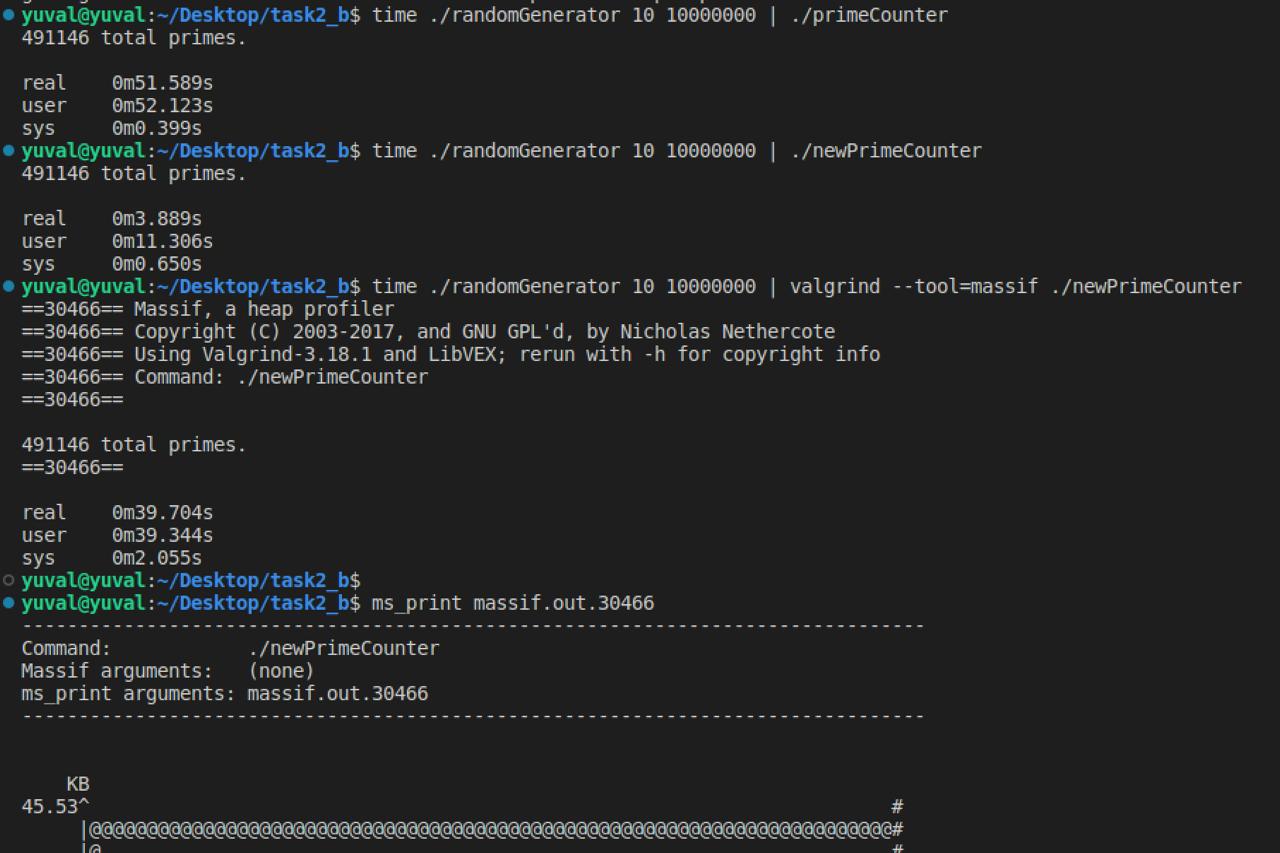 yuval@yuval:~/Desktop/task2_b$ time ./randomGenerator 10 10000000 | ./primeCounter
491146 total primes.
real    0m51.589s
user    0m52.123s
sys     0m0.399s
yuval@yuval:~/Desktop/task2_b$ time ./randomGenerator 10 10000000 | ./newPrimeCounter
491146 total primes.
real    0m3.889s
user    0m11.306s
sys     0m0.650s
yuval@yuval:~/Desktop/task2_b$ time ./randomGenerator 10 10000000 | valgrind --tool=massif ./newPrimeCounter
==30466== Massif, a heap profiler
==30466== Copyright (C) 2003-2017, and GNU GPL'd, by Nicholas Nethercote
==30466== Using Valgrind-3.18.1 and LibVEX; rerun with -h for copyright info
==30466== Command: ./newPrimeCounter
==30466==
491146 total primes.
==30466==
real    0m39.704s
user    0m39.344s
sys     0m2.055s
yuval@yuval:~/Desktop/task2_b$
yuval@yuval:~/Desktop/task2_b$ ms_print massif.out.30466
--------------------------------------------------------------------------------
Command:            ./newPrimeCounter
Massif arguments:   (none)
ms_print arguments: massif.out.30466
--------------------------------------------------------------------------------
    KB
45.53^                                                                       #
     |@@@@@@@@@@@@@@@@@@@@@@@@@@@@@@@@@@@@@@@@@@@@@@@@@@@@@@@@@@@@@@@@@@@@@@@#
     |@                                                                      #